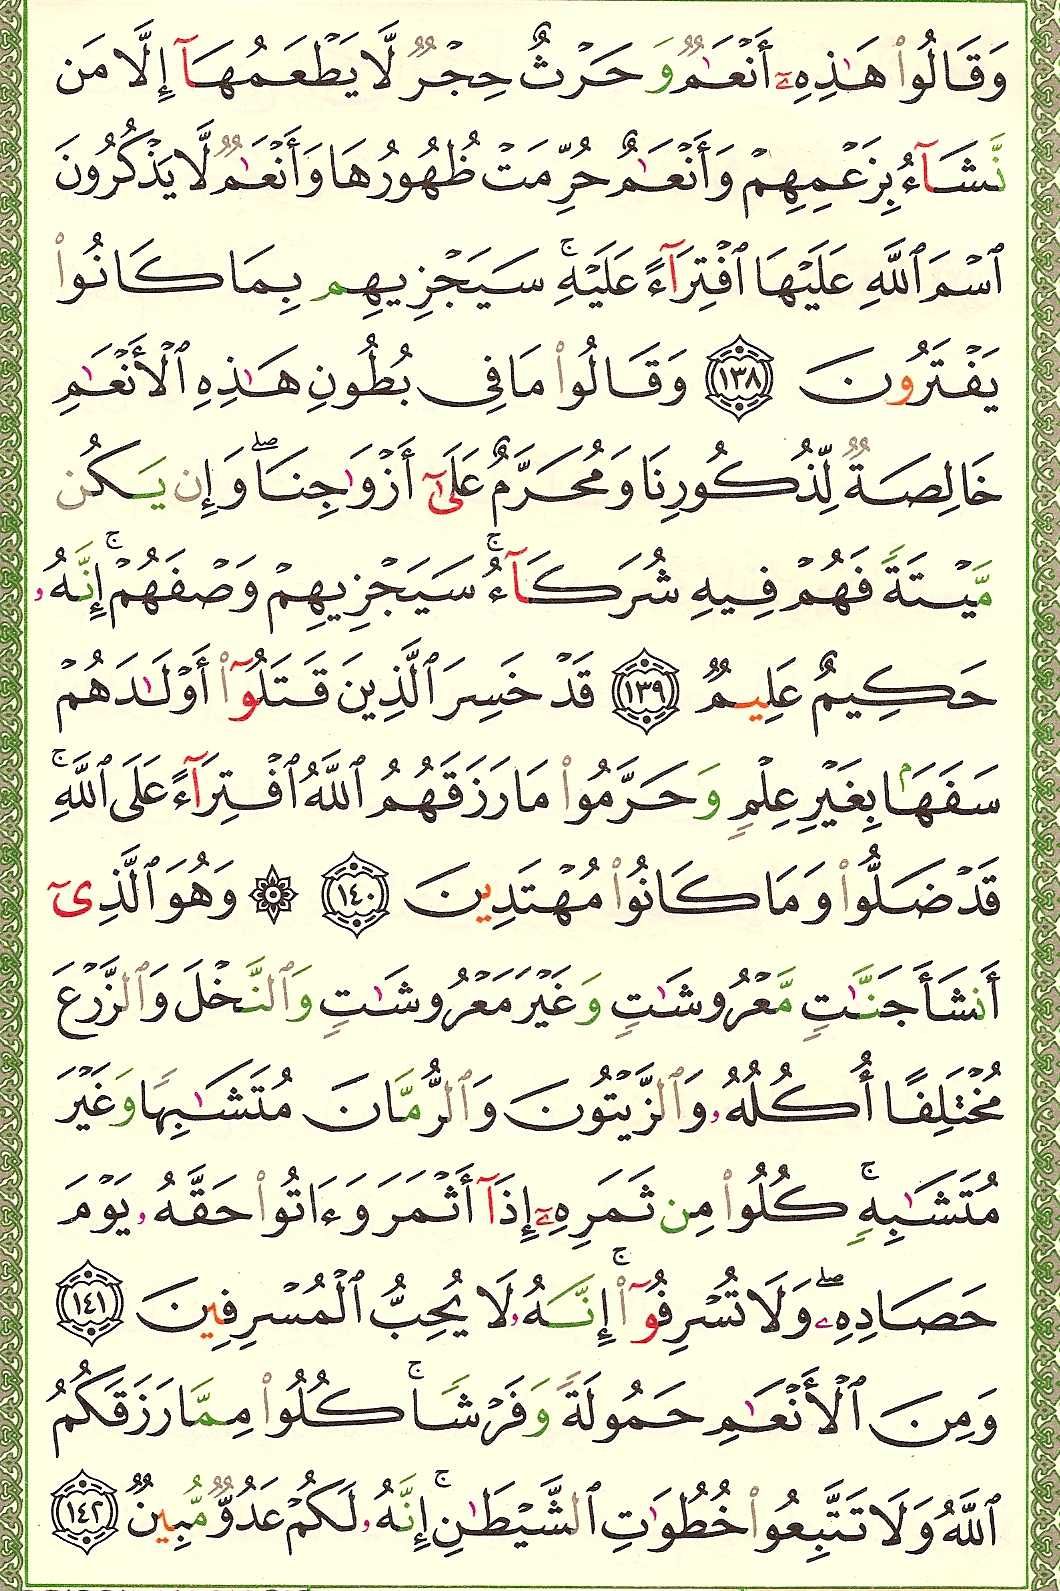 وَقَالُوا۟ هَـٰذِهِۦٓ أَنْعَـٰمٌ وَحَرْثٌ حِجْرٌ لَّا يَطْعَمُهَآ إِلَّا مَن
نَّشَآءُ بِزَعْمِهِمْ وَأَنْعَـٰمٌ حُرِّمَتْ ظُهُورُهَا وَأَنْعَـٰمٌ لَّا يَذْكُرُونَ
ٱسْمَ ٱللَّهِ عَلَيْهَا ٱفْتِرَآءً عَلَيْهِ ۚ سَيَجْزِيهِم بِمَا كَانُوا۟
يَفْتَرُونَ ١٣٨ وَقَالُوا۟ مَا فِى بُطُونِ هَـٰذِهِ ٱلْأَنْعَـٰمِ
خَالِصَةٌ لِّذُكُورِنَا وَمُحَرَّمٌ عَلَىٰٓ أَزْوَٰجِنَا ۖ وَإِن يَكُن
مَّيْتَةً فَهُمْ فِيهِ شُرَكَآءُ ۚ سَيَجْزِيهِمْ وَصْفَهُمْ ۚ إِنَّهُۥ
حَكِيمٌ عَلِيمٌ ١٣٩ قَدْ خَسِرَ ٱلَّذِينَ قَتَلُوٓا۟ أَوْلَـٰدَهُمْ
سَفَهًۢا بِغَيْرِ عِلْمٍ وَحَرَّمُوا۟ مَا رَزَقَهُمُ ٱللَّهُ ٱفْتِرَآءً عَلَى ٱللَّهِ ۚ
قَدْ ضَلُّوا۟ وَمَا كَانُوا۟ مُهْتَدِينَ ١٤٠ ۞ وَهُوَ ٱلَّذِىٓ
أَنشَأَ جَنَّـٰتٍ مَّعْرُوشَـٰتٍ وَغَيْرَ مَعْرُوشَـٰتٍ وَٱلنَّخْلَ وَٱلزَّرْعَ
مُخْتَلِفًا أُكُلُهُۥ وَٱلزَّيْتُونَ وَٱلرُّمَّانَ مُتَشَـٰبِهًا وَغَيْرَ
مُتَشَـٰبِهٍ ۚ كُلُوا۟ مِن ثَمَرِهِۦٓ إِذَآ أَثْمَرَ وَءَاتُوا۟ حَقَّهُۥ يَوْمَ
حَصَادِهِۦ ۖ وَلَا تُسْرِفُوٓا۟ ۚ إِنَّهُۥ لَا يُحِبُّ ٱلْمُسْرِفِينَ ١٤١
وَمِنَ ٱلْأَنْعَـٰمِ حَمُولَةً وَفَرْشًا ۚ كُلُوا۟ مِمَّا رَزَقَكُمُ
ٱللَّهُ وَلَا تَتَّبِعُوا۟ خُطُوَٰتِ ٱلشَّيْطَـٰنِ ۚ إِنَّهُۥ لَكُمْ عَدُوٌّ مُّبِينٌ ١٤٢